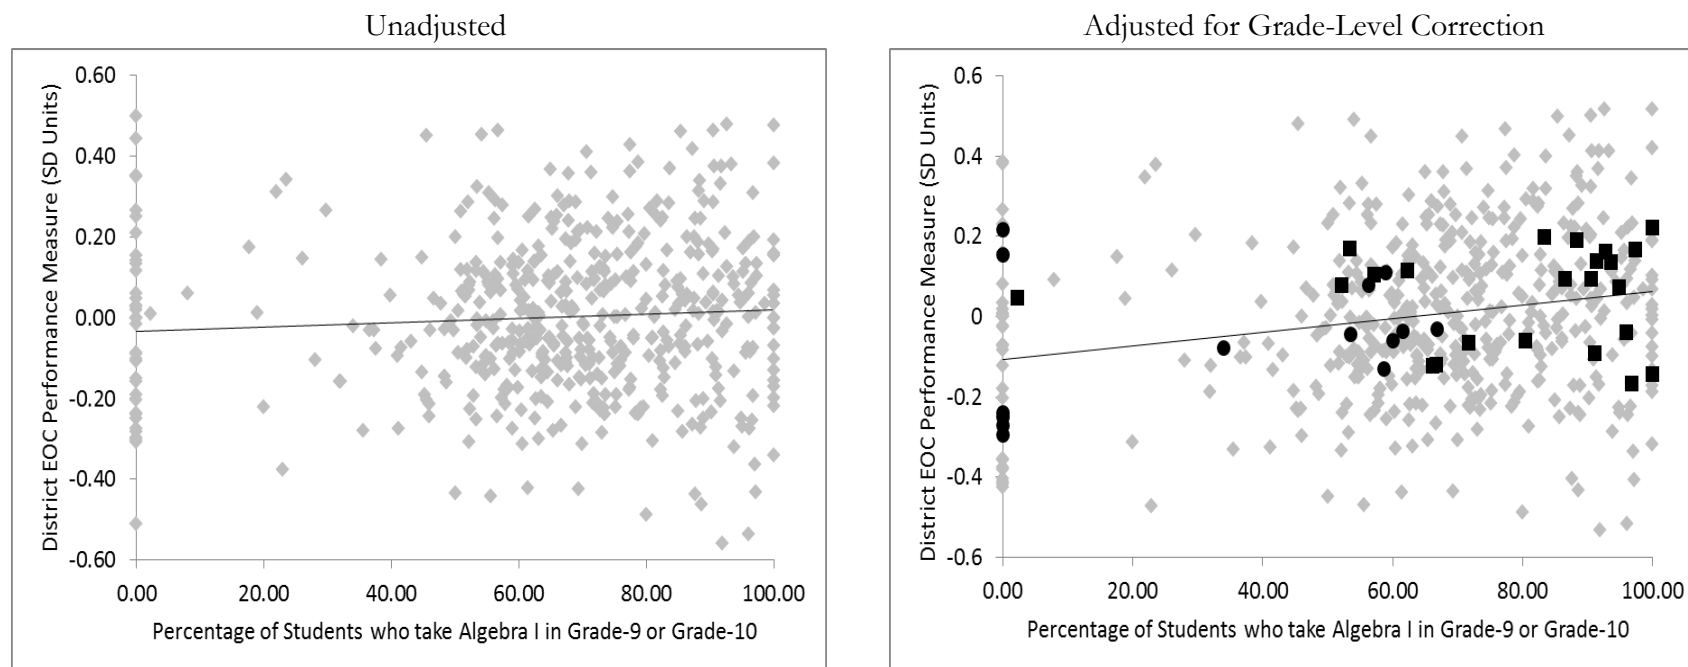 Unadjusted
District EOC Performance Measure (SD Units)
0.60
0.40
0.20
0.00
-0.20
-0.40
-0.60
0.00 20.00 40.00 60.00 80.00 100.00
Percentage of Students who take Algebra I in Grade-9 or Grade-10
Adjusted for Grade-Level Correction
District EOC Performance Measure (SD Units)
0.6
0.4
0.2
0
-0.2
-0.4
-0.6
0.00 20.00 40.00 60.00 80.00 100.00
Percentage of Students who take Algebra I in Grade-9 or Grade-10